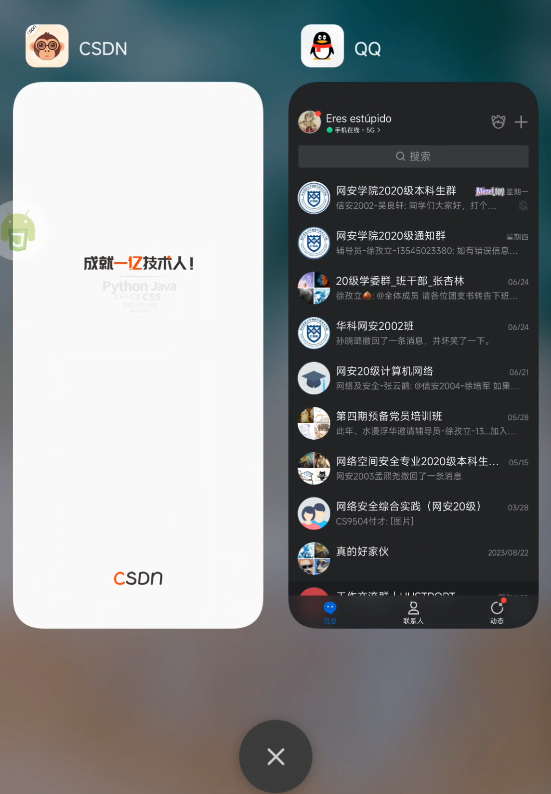 CSDN
QQ
成就一亿技术人!
Python Java
CSDN
Eres estúpido
手机在线 · 5G >
搜索
网安学院2020级本科生群
星期一
信安2002-吴良轩: 同学们大家好，打个...
网安学院2020级通知群
星期四
辅导员-徐孜立-13545023380: 如有错误信息...
20级学委群_班干部_张杏林
06/24
徐孜立🌰: @全体成员 请各位团支书转告下班...
华科网安2002班
06/24
孙晓璐撤回了一条消息，并坏笑了一下。
网安20级计算机网络
06/21
网络及安全-张云鹤: @信安2004-徐培军 如果...
第四期预备党员培训班
05/28
此年、水漫浮华邀请辅导员-徐孜立-13...加入...
网络空间安全专业2020级本科生...
05/15
网安2003孟熙尧撤回了一条消息
网络安全综合实践（网安20级）
03/28
CS9504付才: [图片]
真的好家伙
2023/08/22
消息
联系人
动态